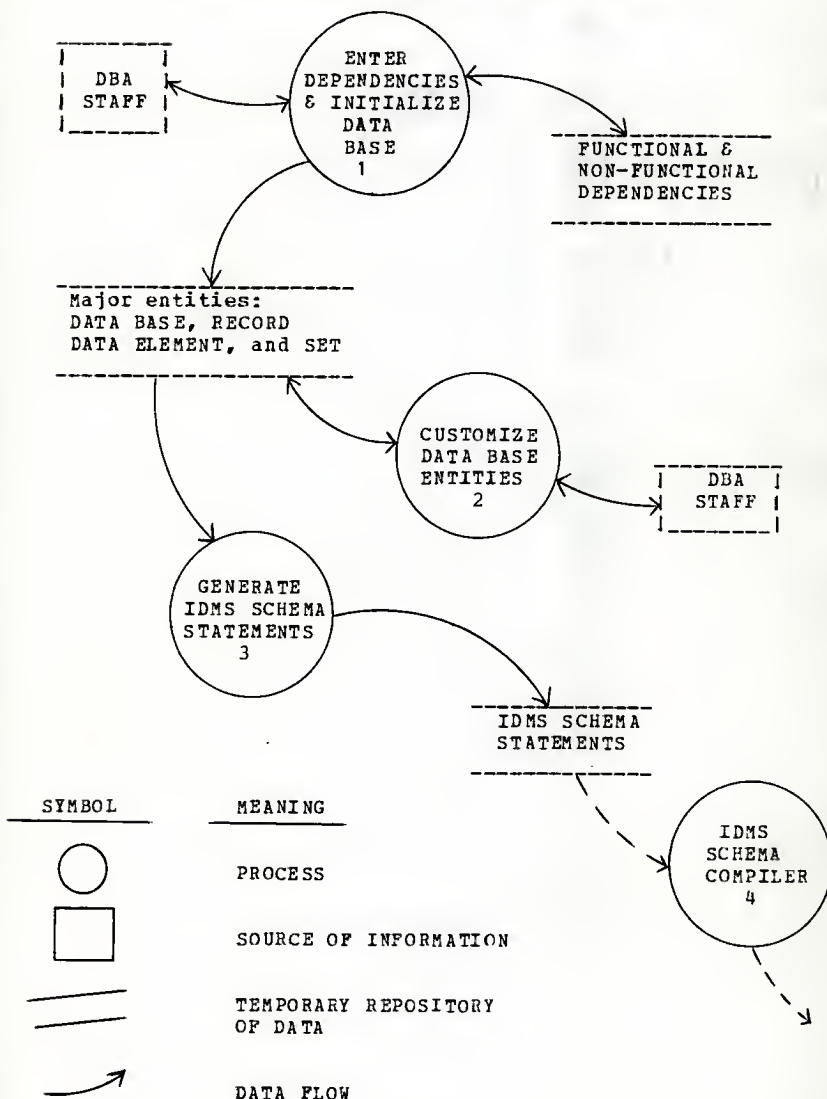 DBA
STAFF
ENTER
DEPENDENCIES
& INITIALIZE
DATA
BASE
1
FUNCTIONAL &
NON-FUNCTIONAL
DEPENDENCIES
Major entities:
DATA BASE, RECORD
DATA ELEMENT, and SET
CUSTOMIZE
DATA BASE
ENTITIES
2
DBA
STAFF
GENERATE
IDMS SCHEMA
STATEMENTS
3
IDMS SCHEMA
STATEMENTS
IDMS
SCHEMA
COMPILER
4
SYMBOL MEANING
PROCESS
SOURCE OF INFORMATION
TEMPORARY REPOSITORY
OF DATA
DATA FLOW